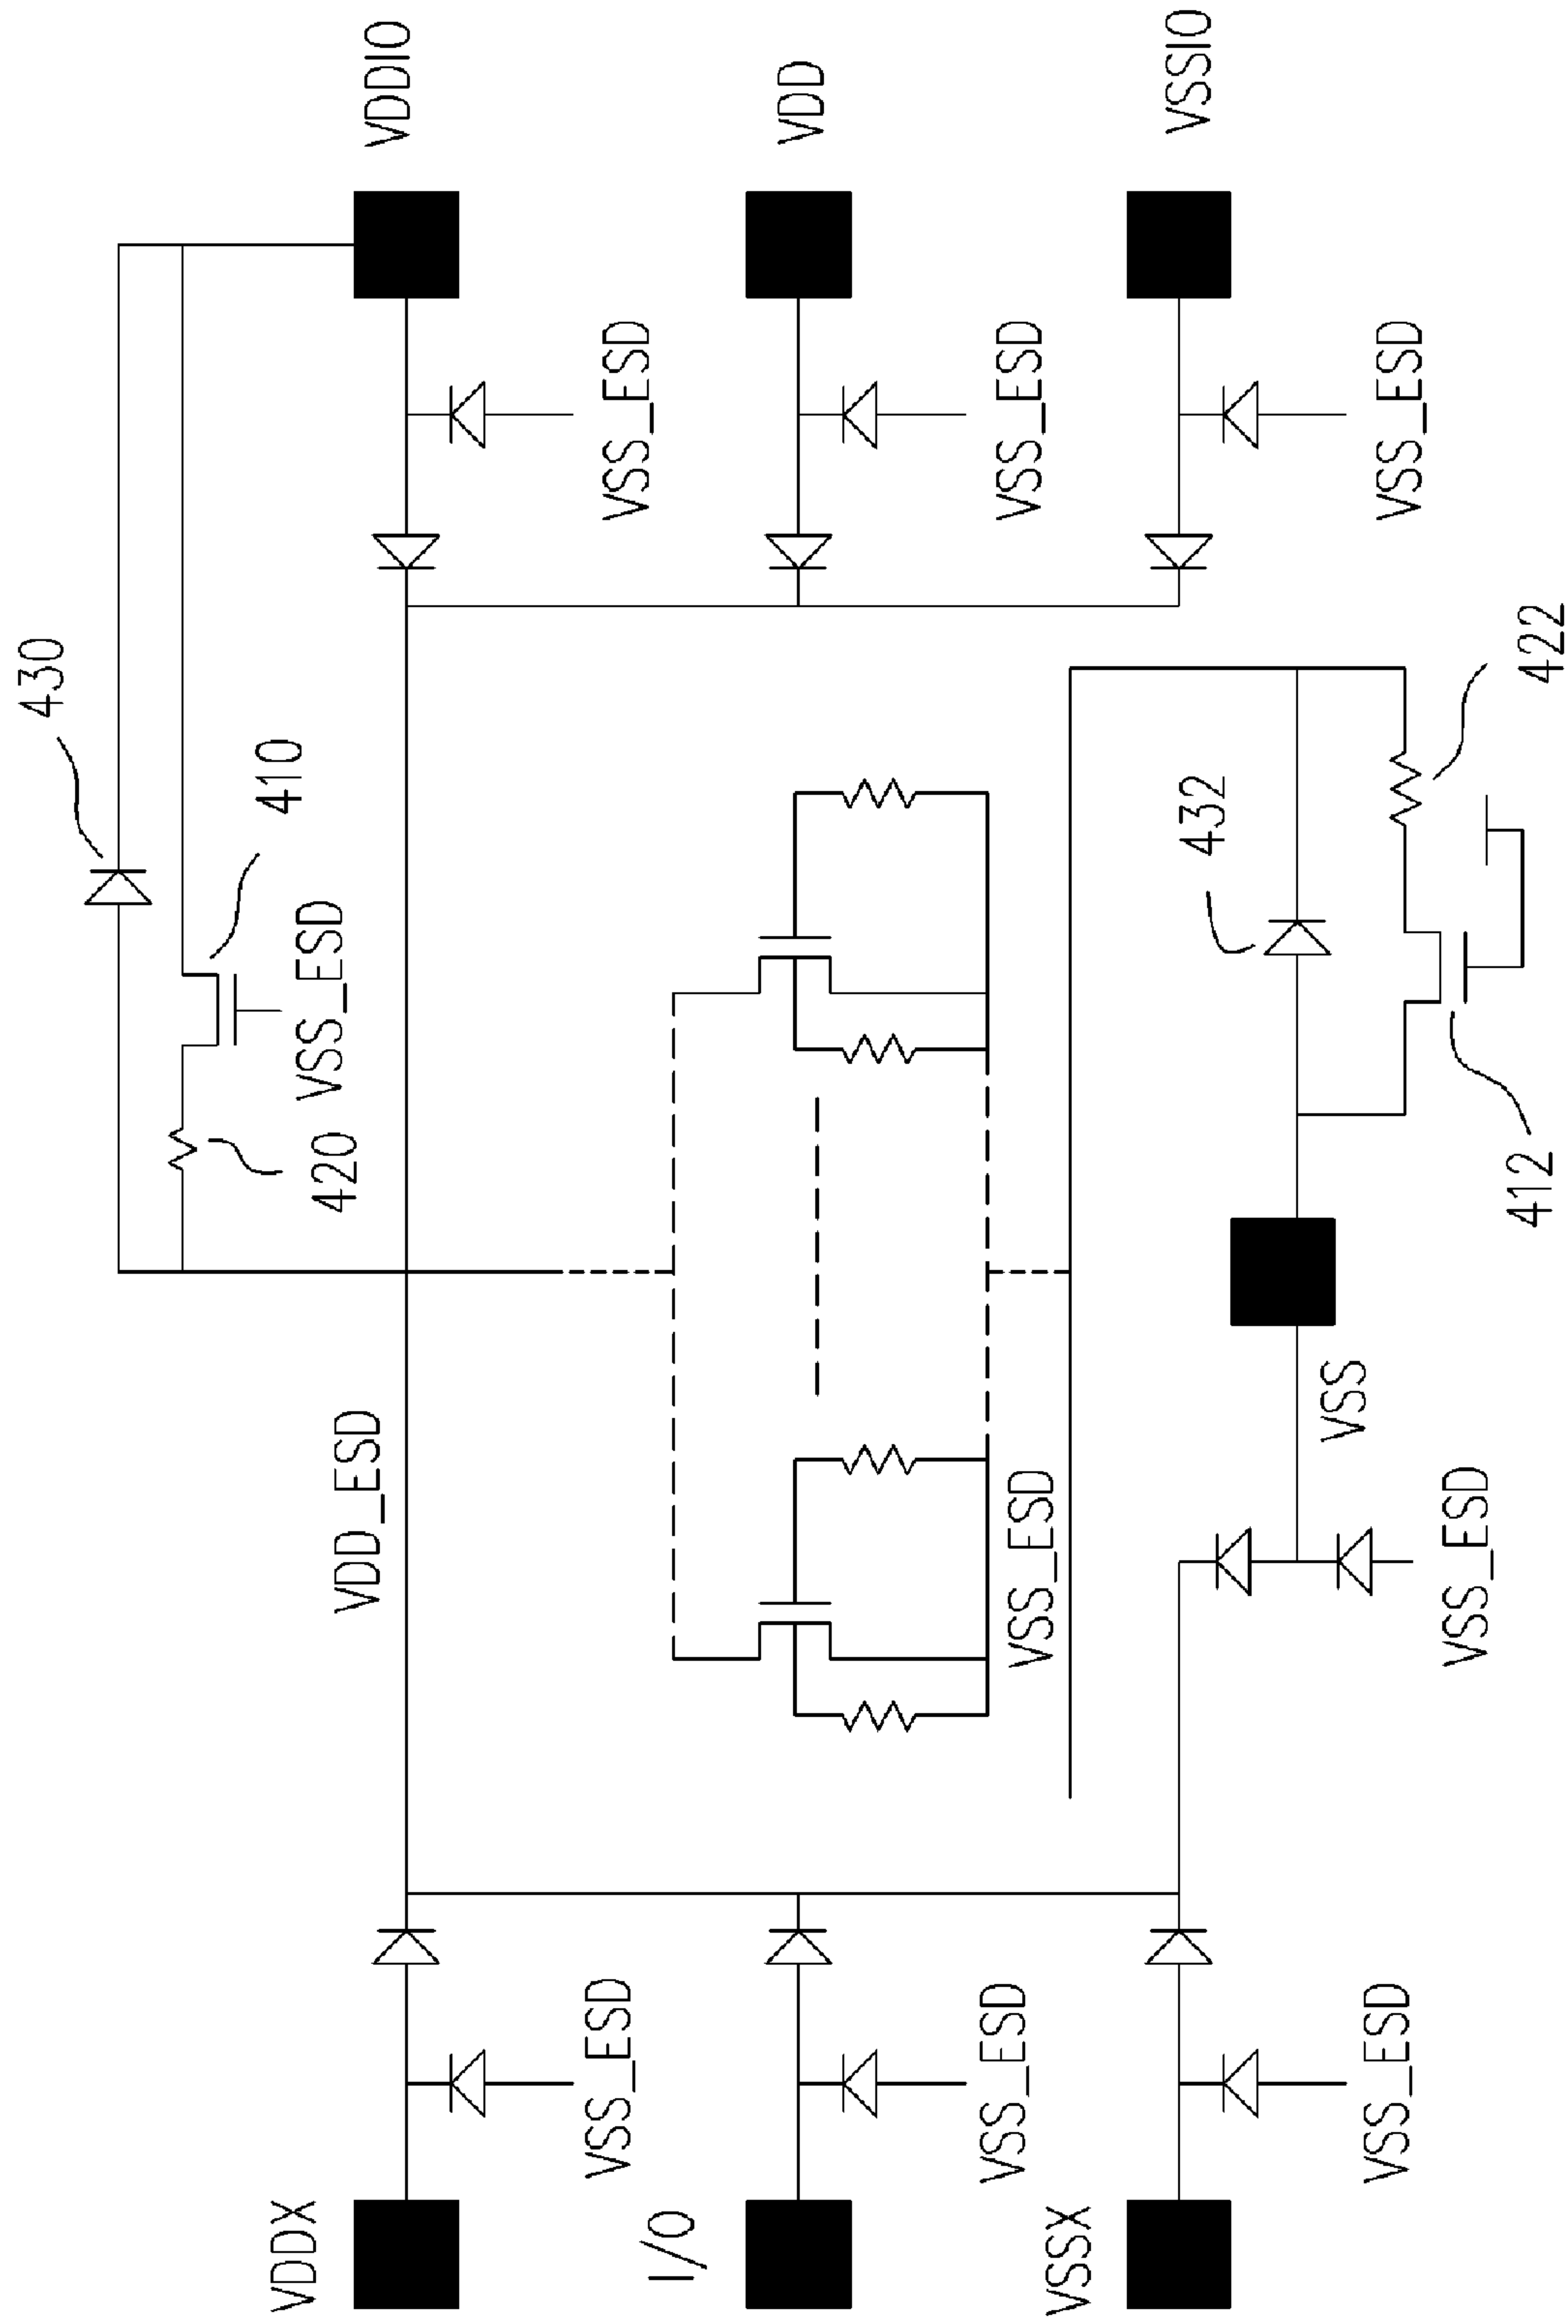 430
VDDX
410
VSS_ESD
420
VDD_ESD
VDDIO
VSS_ESD
VSS_ESD
I/O
VDD
VSS_ESD
VSS_ESD
VSS_ESD
VSSX
432
VSSIO
VSS
VSS_ESD
VSS_ESD
VSS_ESD
412
422